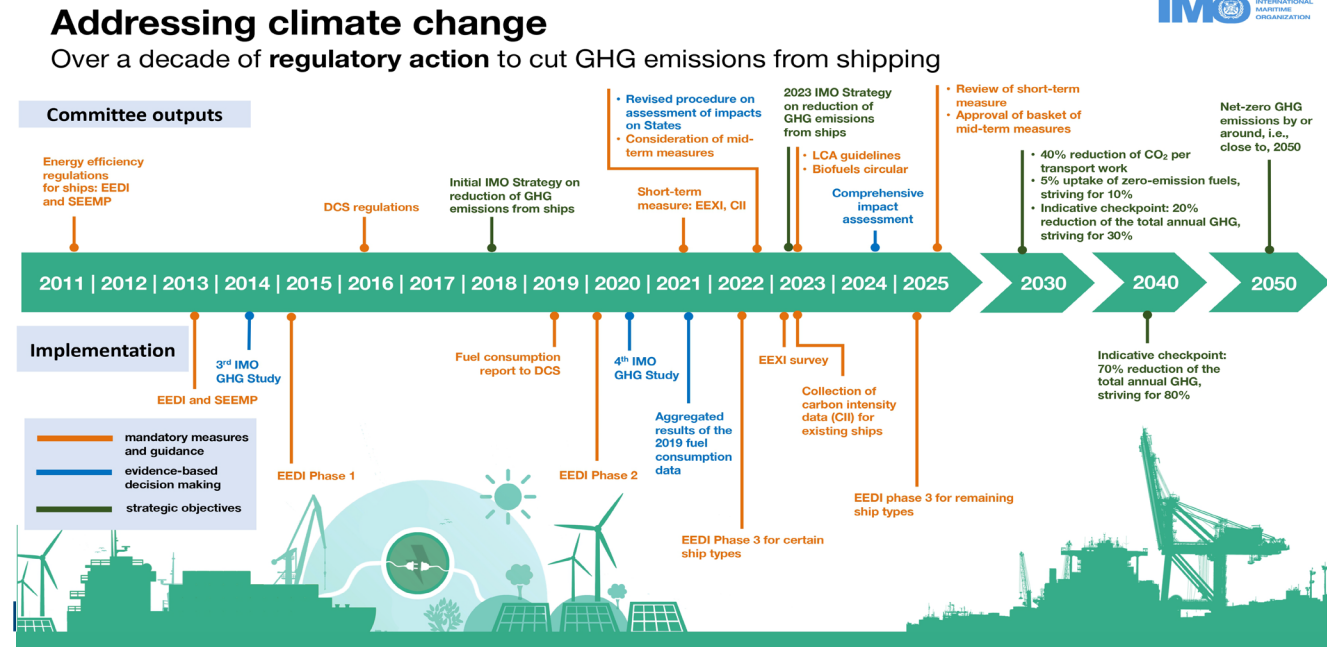 Addressing climate change
Over a decade of regulatory action to cut GHG emissions from shipping
IMO
INTERNATIONAL
MARITIME
ORGANIZATION
Committee outputs
Energy efficiency
regulations
for ships: EEDI
and SEEMP
DCS regulations
Initial IMO Strategy on
reduction of GHG
emissions from ships
• Revised procedure on
assessment of impacts
on States
• Consideration of mid-
term measures
Short-term
measure: EEXI, CII
2023 IMO Strategy
on reduction of
GHG emissions
from ships
• LCA guidelines
• Biofuels circular
Comprehensive
impact
assessment
• Review of short-term
measure
• Approval of basket of
mid-term measures
• 40% reduction of CO₂ per
transport work
• 5% uptake of zero-emission fuels,
striving for 10%
• Indicative checkpoint: 20%
reduction of the total annual GHG,
striving for 30%
Net-zero GHG
emissions by or
around, i.e.,
close to, 2050
2011 | 2012 | 2013 | 2014 | 2015 | 2016 | 2017 | 2018 | 2019 | 2020 | 2021 | 2022 | 2023 | 2024 | 2025
2030
2040
2050
Implementation
EEDI and SEEMP
3rd IMO
GHG Study
EEDI Phase 1
Fuel consumption
report to DCS
EEDI Phase 2
4th IMO
GHG Study
Aggregated
results of the
2019 fuel
consumption
data
EEDI Phase 3 for certain
ship types
EEXI survey
Collection of
carbon intensity
data (CII) for
existing ships
EEDI phase 3 for remaining
ship types
Indicative checkpoint:
70% reduction of the
total annual GHG,
striving for 80%
mandatory measures
and guidance
evidence-based
decision making
strategic objectives